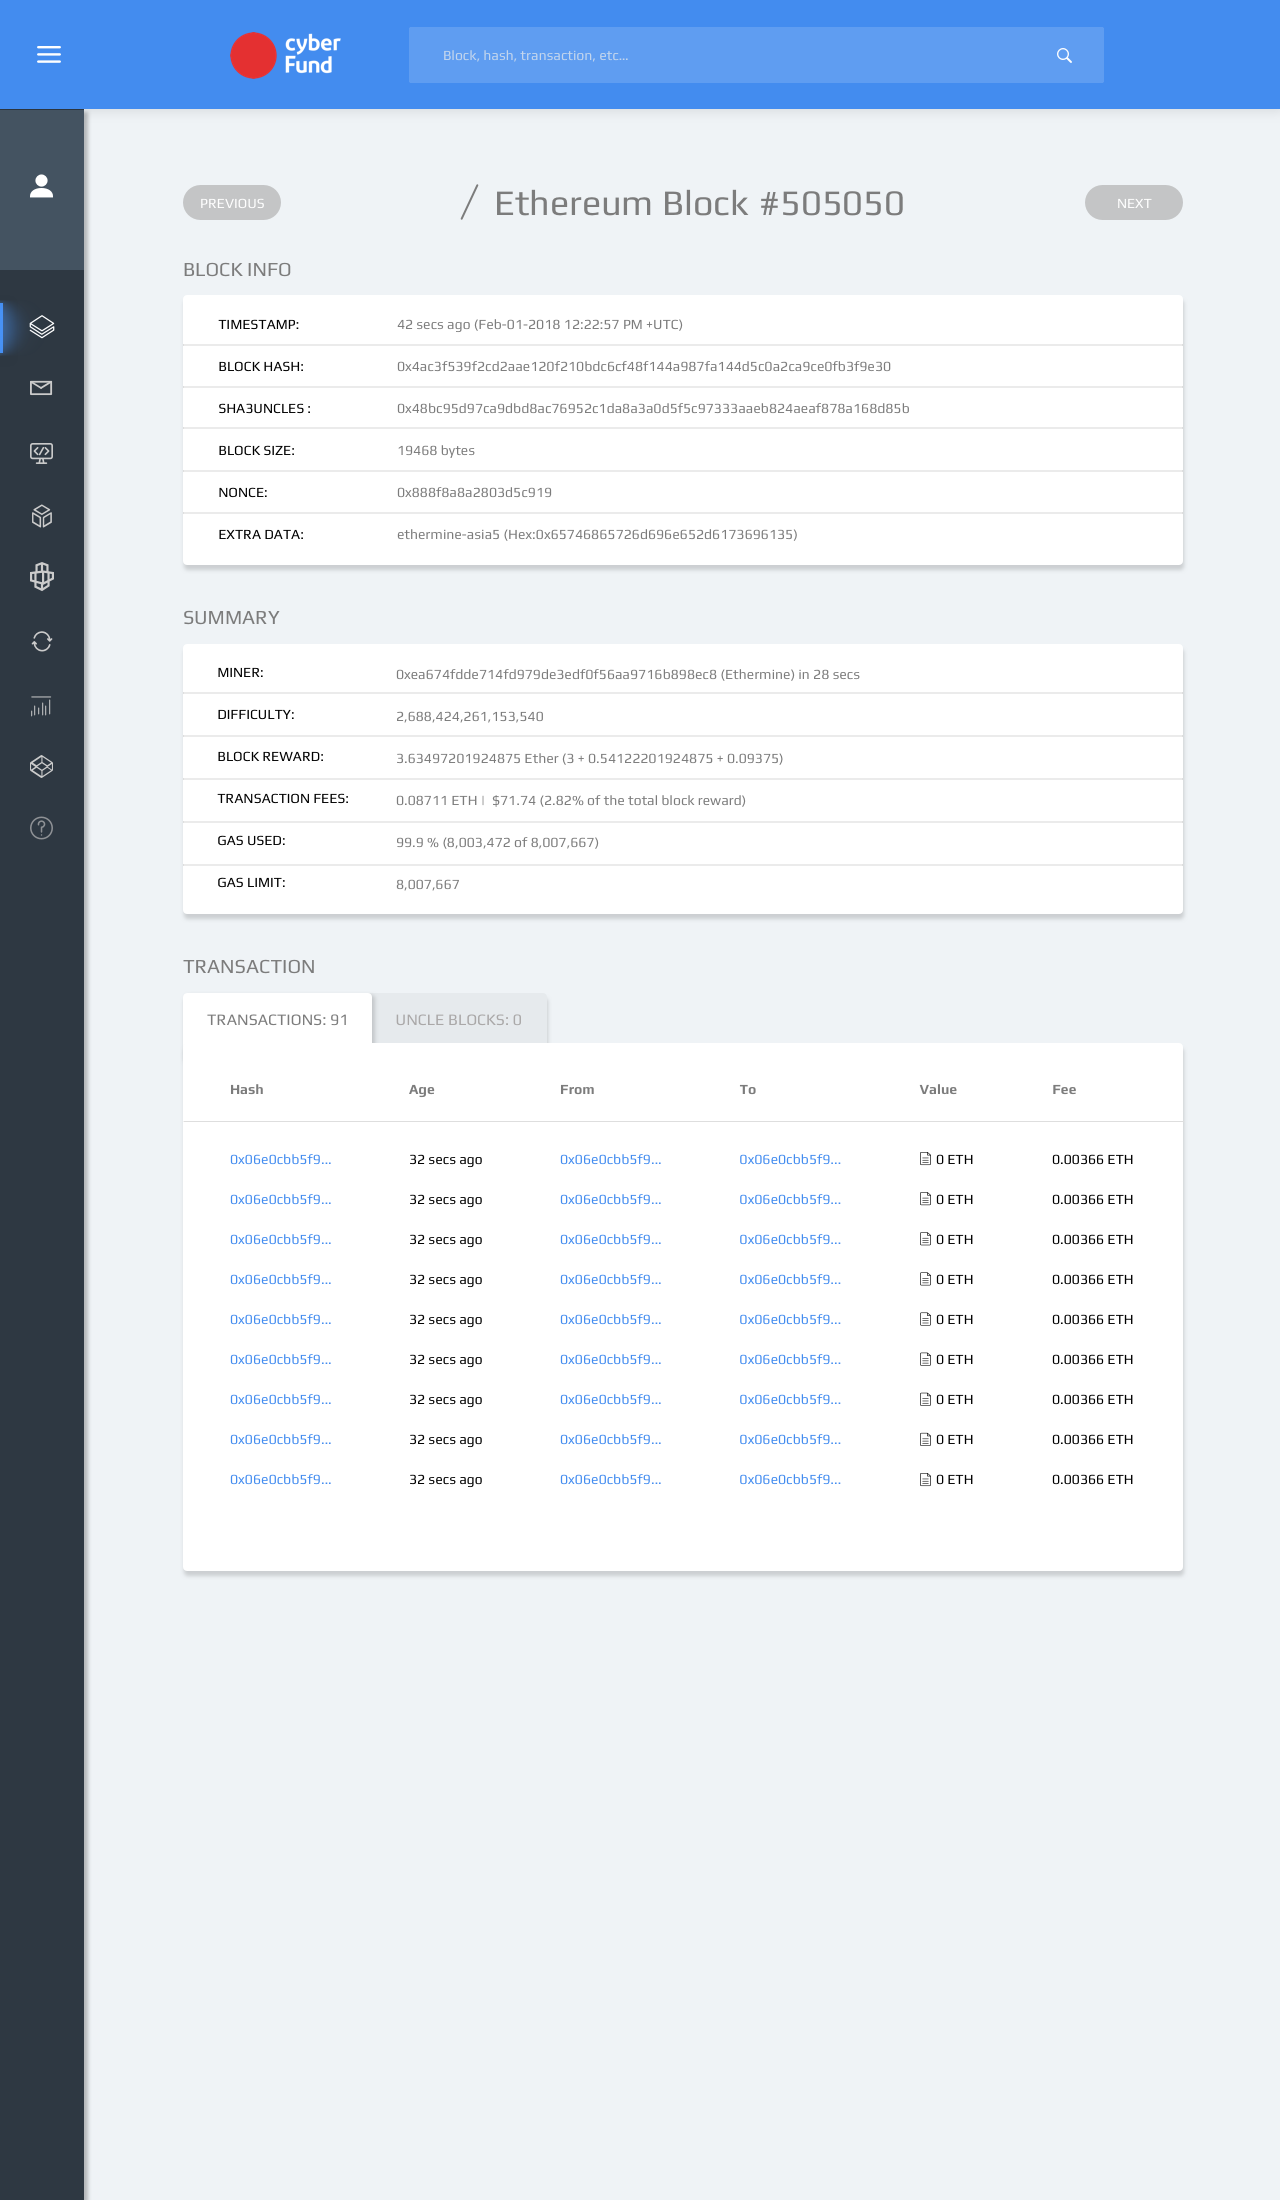 cyber
Fund
Block, hash, transaction, etc...
PREVIOUS
/ Ethereum Block #505050
NEXT
BLOCK INFO
TIMESTAMP: 42 secs ago (Feb-01-2018 12:22:57 PM +UTC)
BLOCK HASH: 0x4ac3f539f2cd2aae120f210bdc6cf48f144a987fa144d5c0a2ca9ce0fb3f9e30
SHA3UNCLES : 0x48bc95d97ca9dbd8ac76952c1da8a3a0d5f5c97333aaeb824aeaf878a168d85b
BLOCK SIZE: 19468 bytes
NONCE: 0x888f8a8a2803d5c919
EXTRA DATA: ethermine-asia5 (Hex:0x65746865726d696e652d6173696135)
SUMMARY
MINER: 0xea674fdde714fd979de3edf0f56aa9716b898ec8 (Ethermine) in 28 secs
DIFFICULTY: 2,688,424,261,153,540
BLOCK REWARD: 3.63497201924875 Ether (3 + 0.54122201924875 + 0.09375)
TRANSACTION FEES: 0.08711 ETH | $71.74 (2.82% of the total block reward)
GAS USED: 99.9 % (8,003,472 of 8,007,667)
GAS LIMIT: 8,007,667
TRANSACTION
TRANSACTIONS: 91 UNCLE BLOCKS: 0
Hash Age From To Value Fee
0x06e0cbb5f9... 32 secs ago 0x06e0cbb5f9... 0x06e0cbb5f9... 0 ETH 0.00366 ETH
0x06e0cbb5f9... 32 secs ago 0x06e0cbb5f9... 0x06e0cbb5f9... 0 ETH 0.00366 ETH
0x06e0cbb5f9... 32 secs ago 0x06e0cbb5f9... 0x06e0cbb5f9... 0 ETH 0.00366 ETH
0x06e0cbb5f9... 32 secs ago 0x06e0cbb5f9... 0x06e0cbb5f9... 0 ETH 0.00366 ETH
0x06e0cbb5f9... 32 secs ago 0x06e0cbb5f9... 0x06e0cbb5f9... 0 ETH 0.00366 ETH
0x06e0cbb5f9... 32 secs ago 0x06e0cbb5f9... 0x06e0cbb5f9... 0 ETH 0.00366 ETH
0x06e0cbb5f9... 32 secs ago 0x06e0cbb5f9... 0x06e0cbb5f9... 0 ETH 0.00366 ETH
0x06e0cbb5f9... 32 secs ago 0x06e0cbb5f9... 0x06e0cbb5f9... 0 ETH 0.00366 ETH
0x06e0cbb5f9... 32 secs ago 0x06e0cbb5f9... 0x06e0cbb5f9... 0 ETH 0.00366 ETH